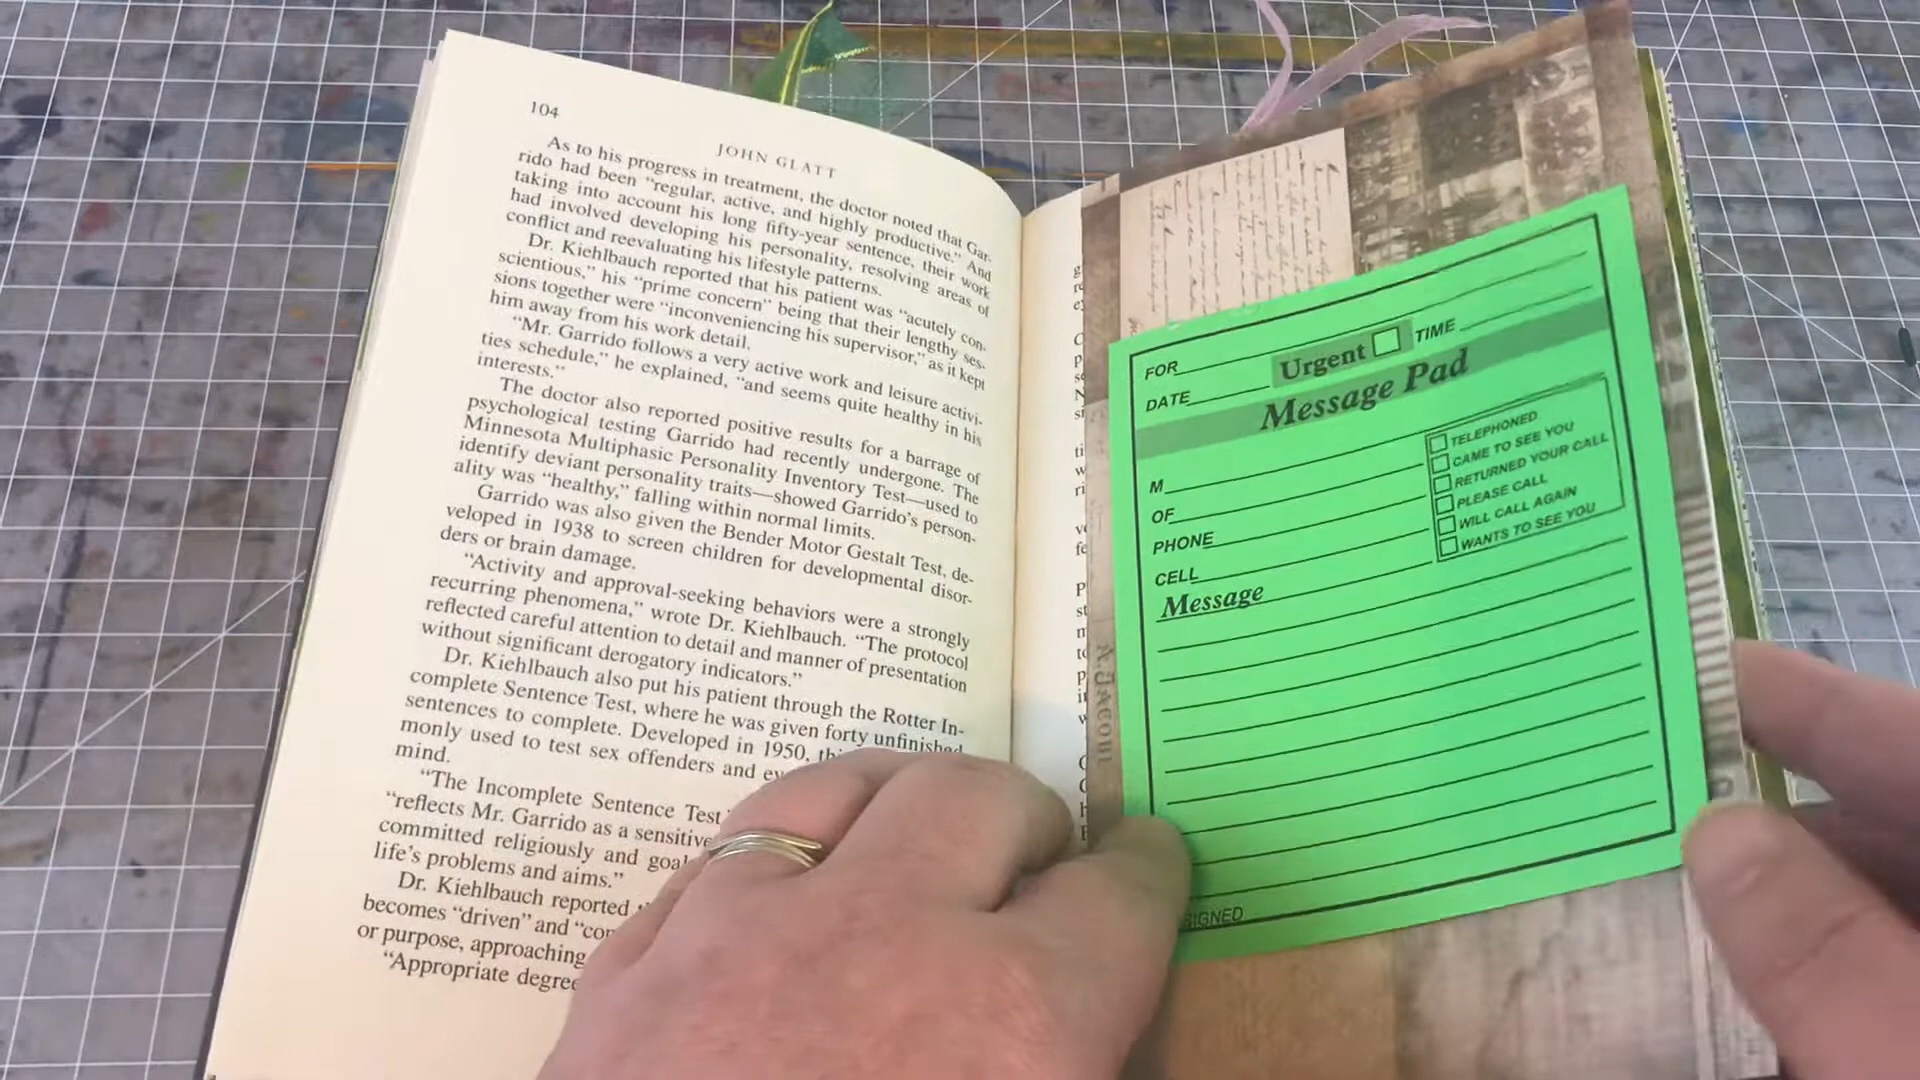 104
JOHN GLATT
As to his progress in treatment, the doctor noted that Gar-
rido had been “regular, active, and highly productive.” And
taking into account his long fifty-year sentence, their work
had involved developing his personality, resolving areas of
conflict and reevaluating his lifestyle patterns.
Dr. Kiehlbauch reported that his patient was “acutely con-
scientious,” his “prime concern” being that their lengthy ses-
sions together were “inconveniencing his supervisor,” as it kept
him away from his work detail.
“Mr. Garrido follows a very active work and leisure activi-
ties schedule,” he explained, “and seems quite healthy in his
interests.”
The doctor also reported positive results for a barrage of
psychological testing Garrido had recently undergone. The
Minnesota Multiphasic Personality Inventory Test—used to
identify deviant personality traits—showed Garrido’s person-
ality was “healthy,” falling within normal limits.
Garrido was also given the Bender Motor Gestalt Test, de-
veloped in 1938 to screen children for developmental disor-
ders or brain damage.
“Activity and approval-seeking behaviors were a strongly
recurring phenomena,” wrote Dr. Kiehlbauch. “The protocol
reflected careful attention to detail and manner of presentation
without significant derogatory indicators.”
Dr. Kiehlbauch also put his patient through the Rotter In-
complete Sentence Test, where he was given forty unfinished
sentences to complete. Developed in 1950,
monly used to test sex offenders and
mind.
“The Incomplete Sentence Test
“reflects Mr. Garrido as a sensitive
committed religiously and
life’s problems and aims.”
Dr. Kiehlbauch reported
becomes “driven” and
or purpose, approaching
“Appropriate
FOR
DATE
Urgent
TIME
Message Pad
M
OF
PHONE
CELL
TELEPHONED
CAME TO SEE YOU
RETURNED YOUR CALL
PLEASE CALL
WILL CALL AGAIN
WANTS TO SEE YOU
Message
SIGNED